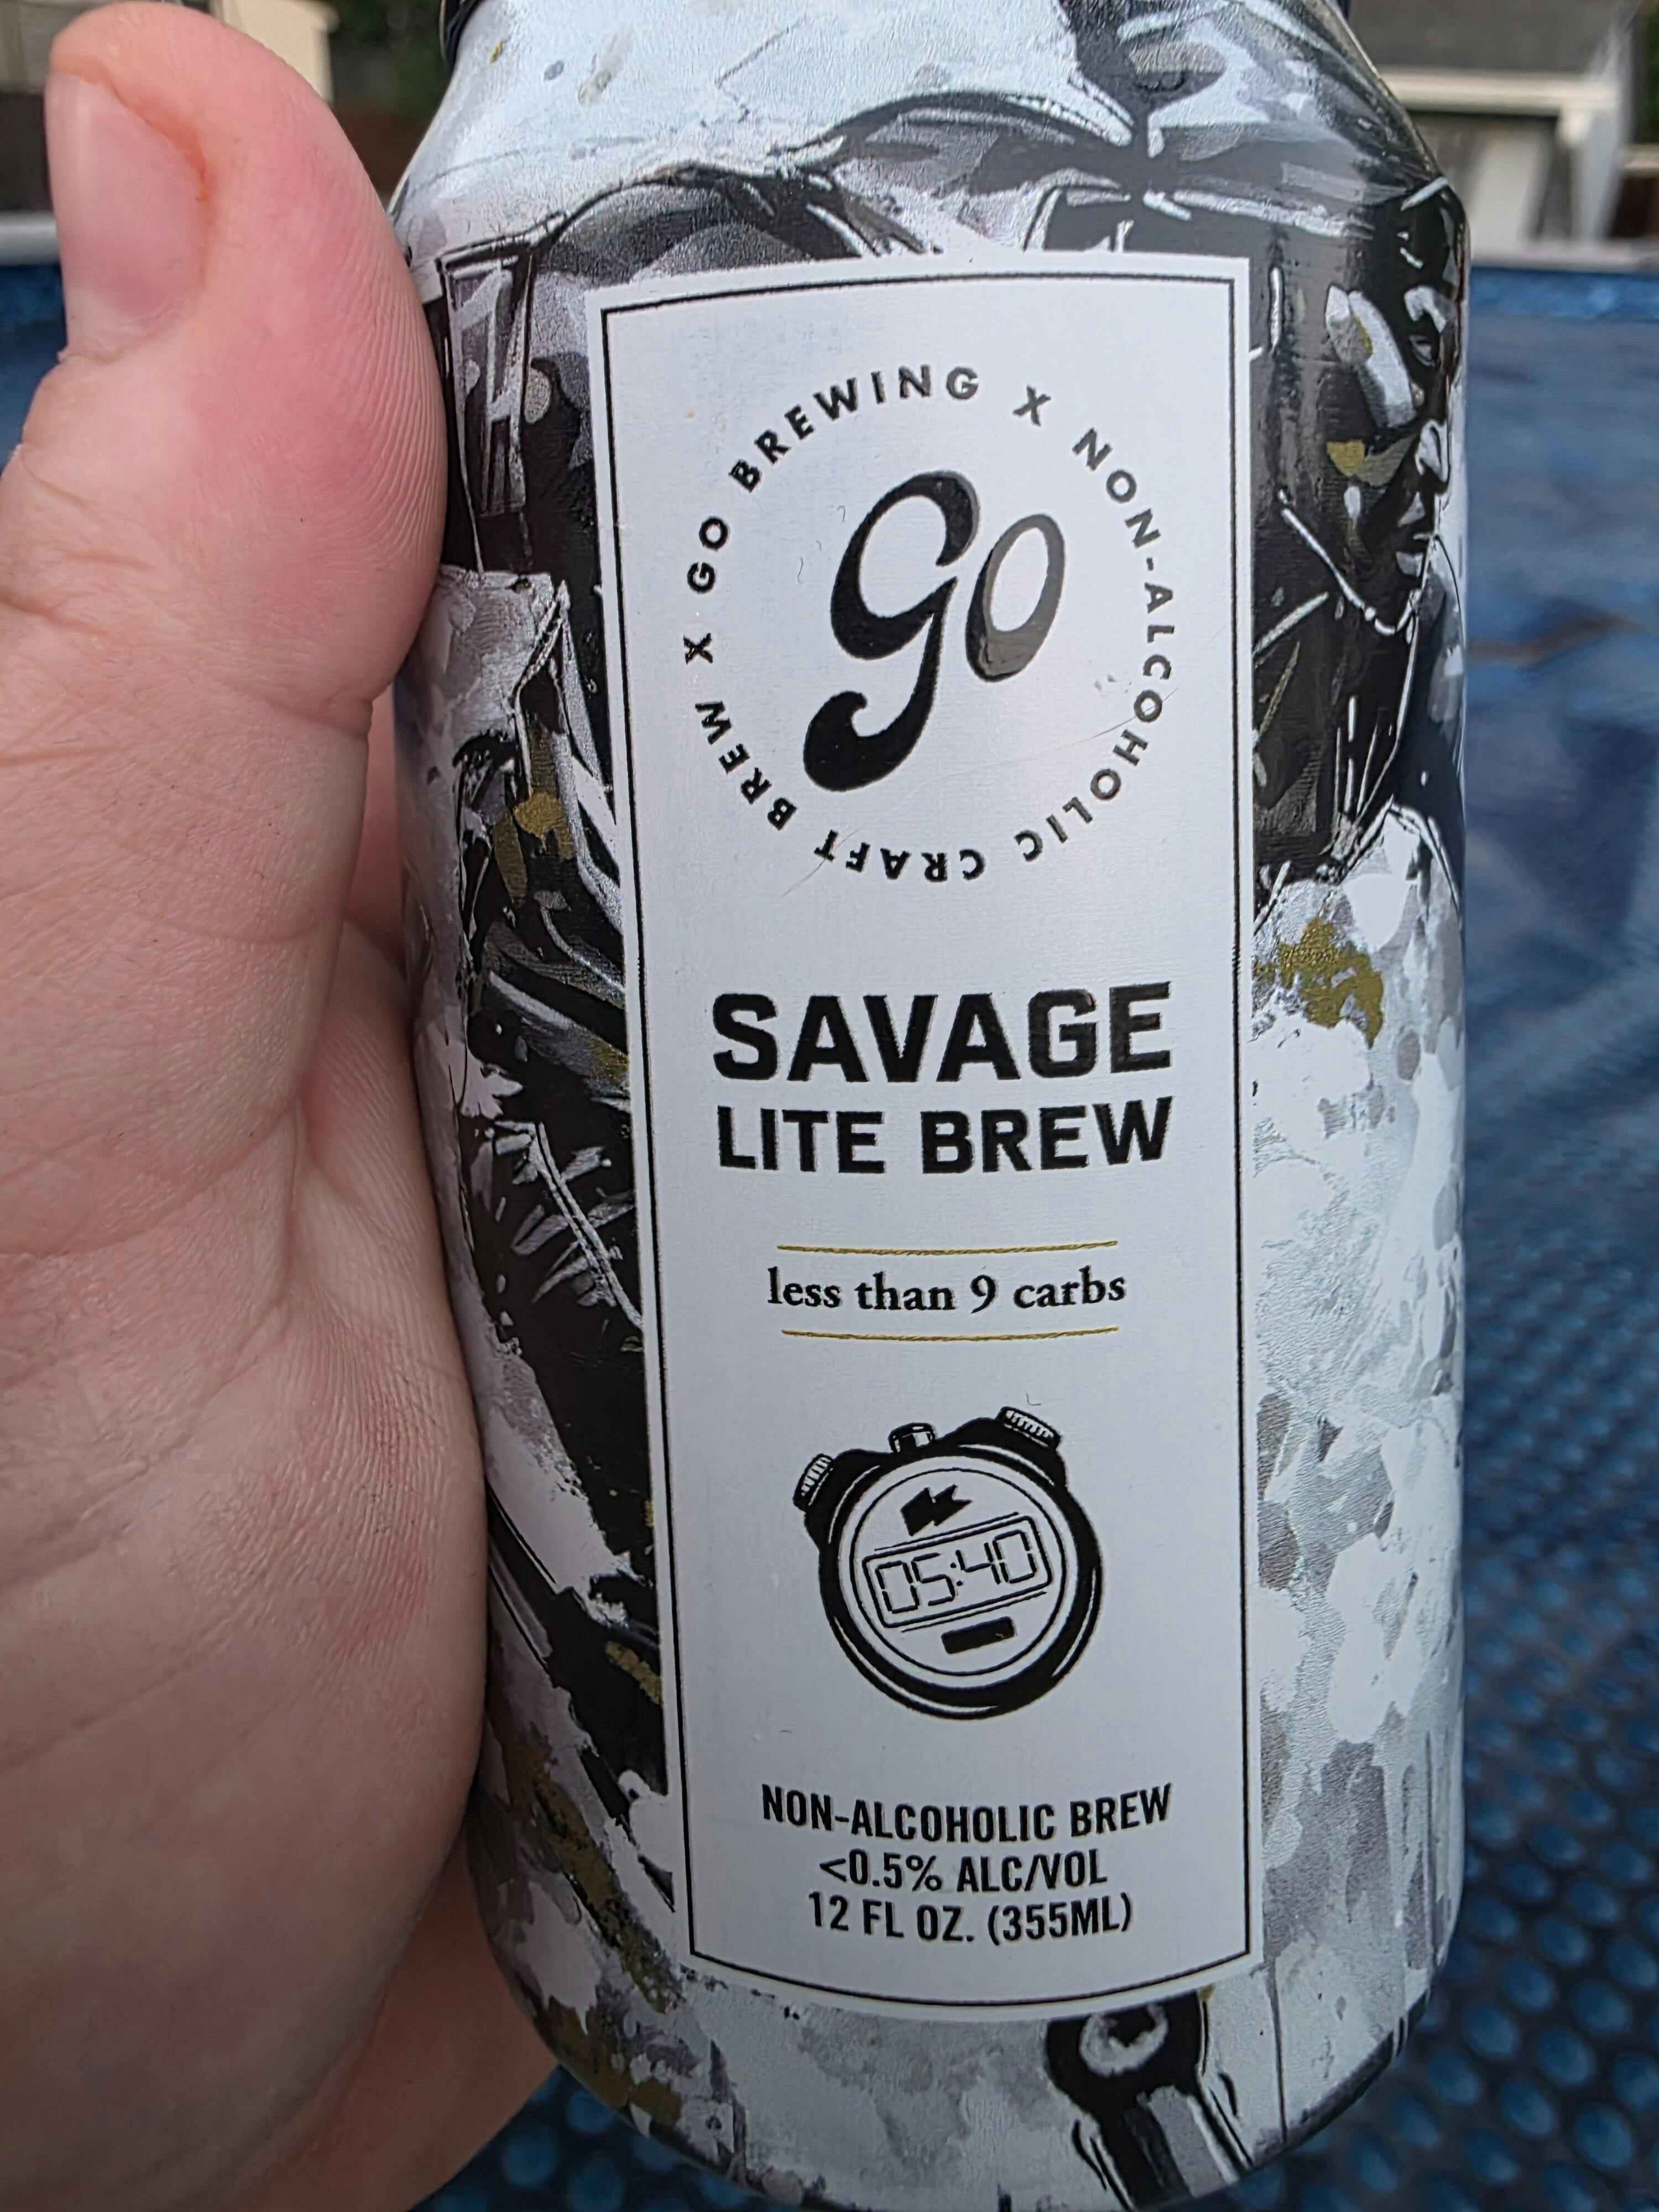 GO BREWING X NON-ALCOHOLIC CRAFT BREW X
go
SAVAGE
LITE BREW
less than 9 carbs
05:40
NON-ALCOHOLIC BREW
<0.5% ALC/VOL
12 FL OZ. (355ML)